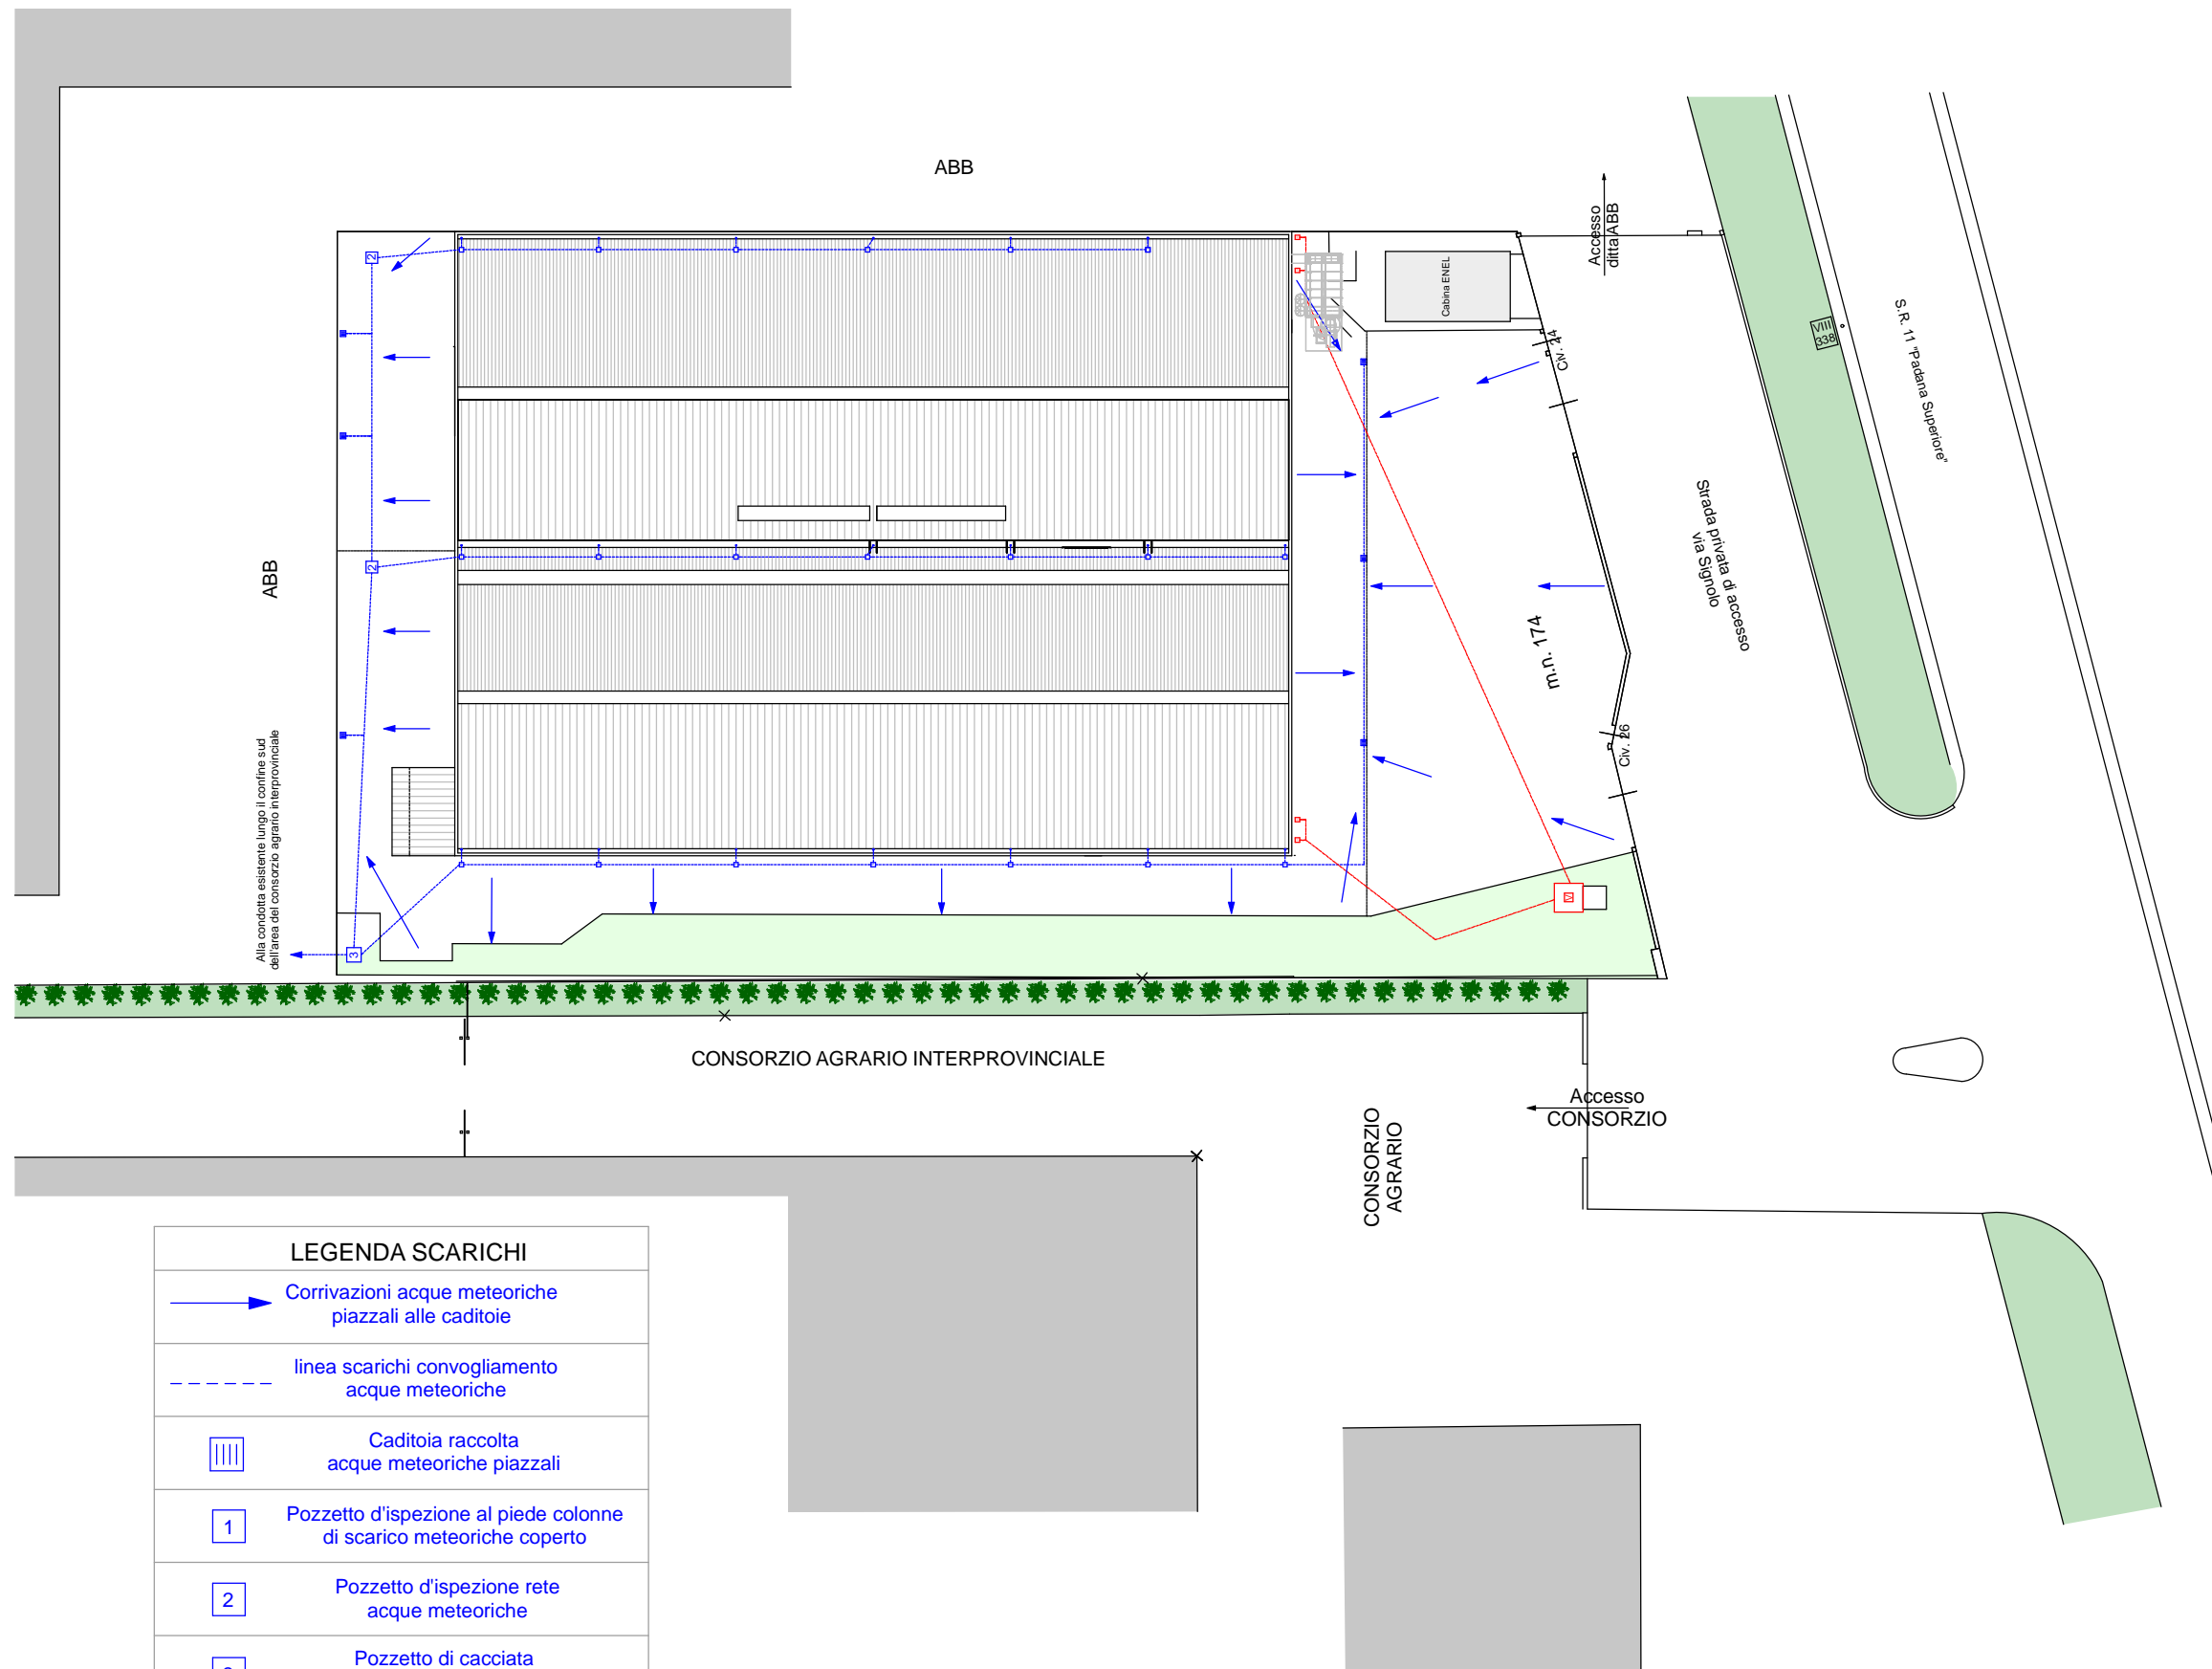 ABB
Accesso
ditta ABB
Cabina ENEL
Civ. 24
VIII
338
S.R. 11 "Padana Superiore"
Strada privata di accesso
via Signolo
2
2
ABB
m.n. 174
Civ. 26
Alla condotta esistente lungo il confine sud
dell'area del consorzio agrario interprovinciale
3
V
CONSORZIO AGRARIO INTERPROVINCIALE
Accesso
CONSORZIO
CONSORZIO
AGRARIO
LEGENDA SCARICHI
Corrivazioni acque meteoriche
piazzali alle caditoie
linea scarichi convogliamento
acque meteoriche
Caditoia raccolta
acque meteoriche piazzali
1
Pozzetto d'ispezione al piede colonne
di scarico meteoriche coperto
2
Pozzetto d'ispezione rete
acque meteoriche
Pozzetto di cacciata